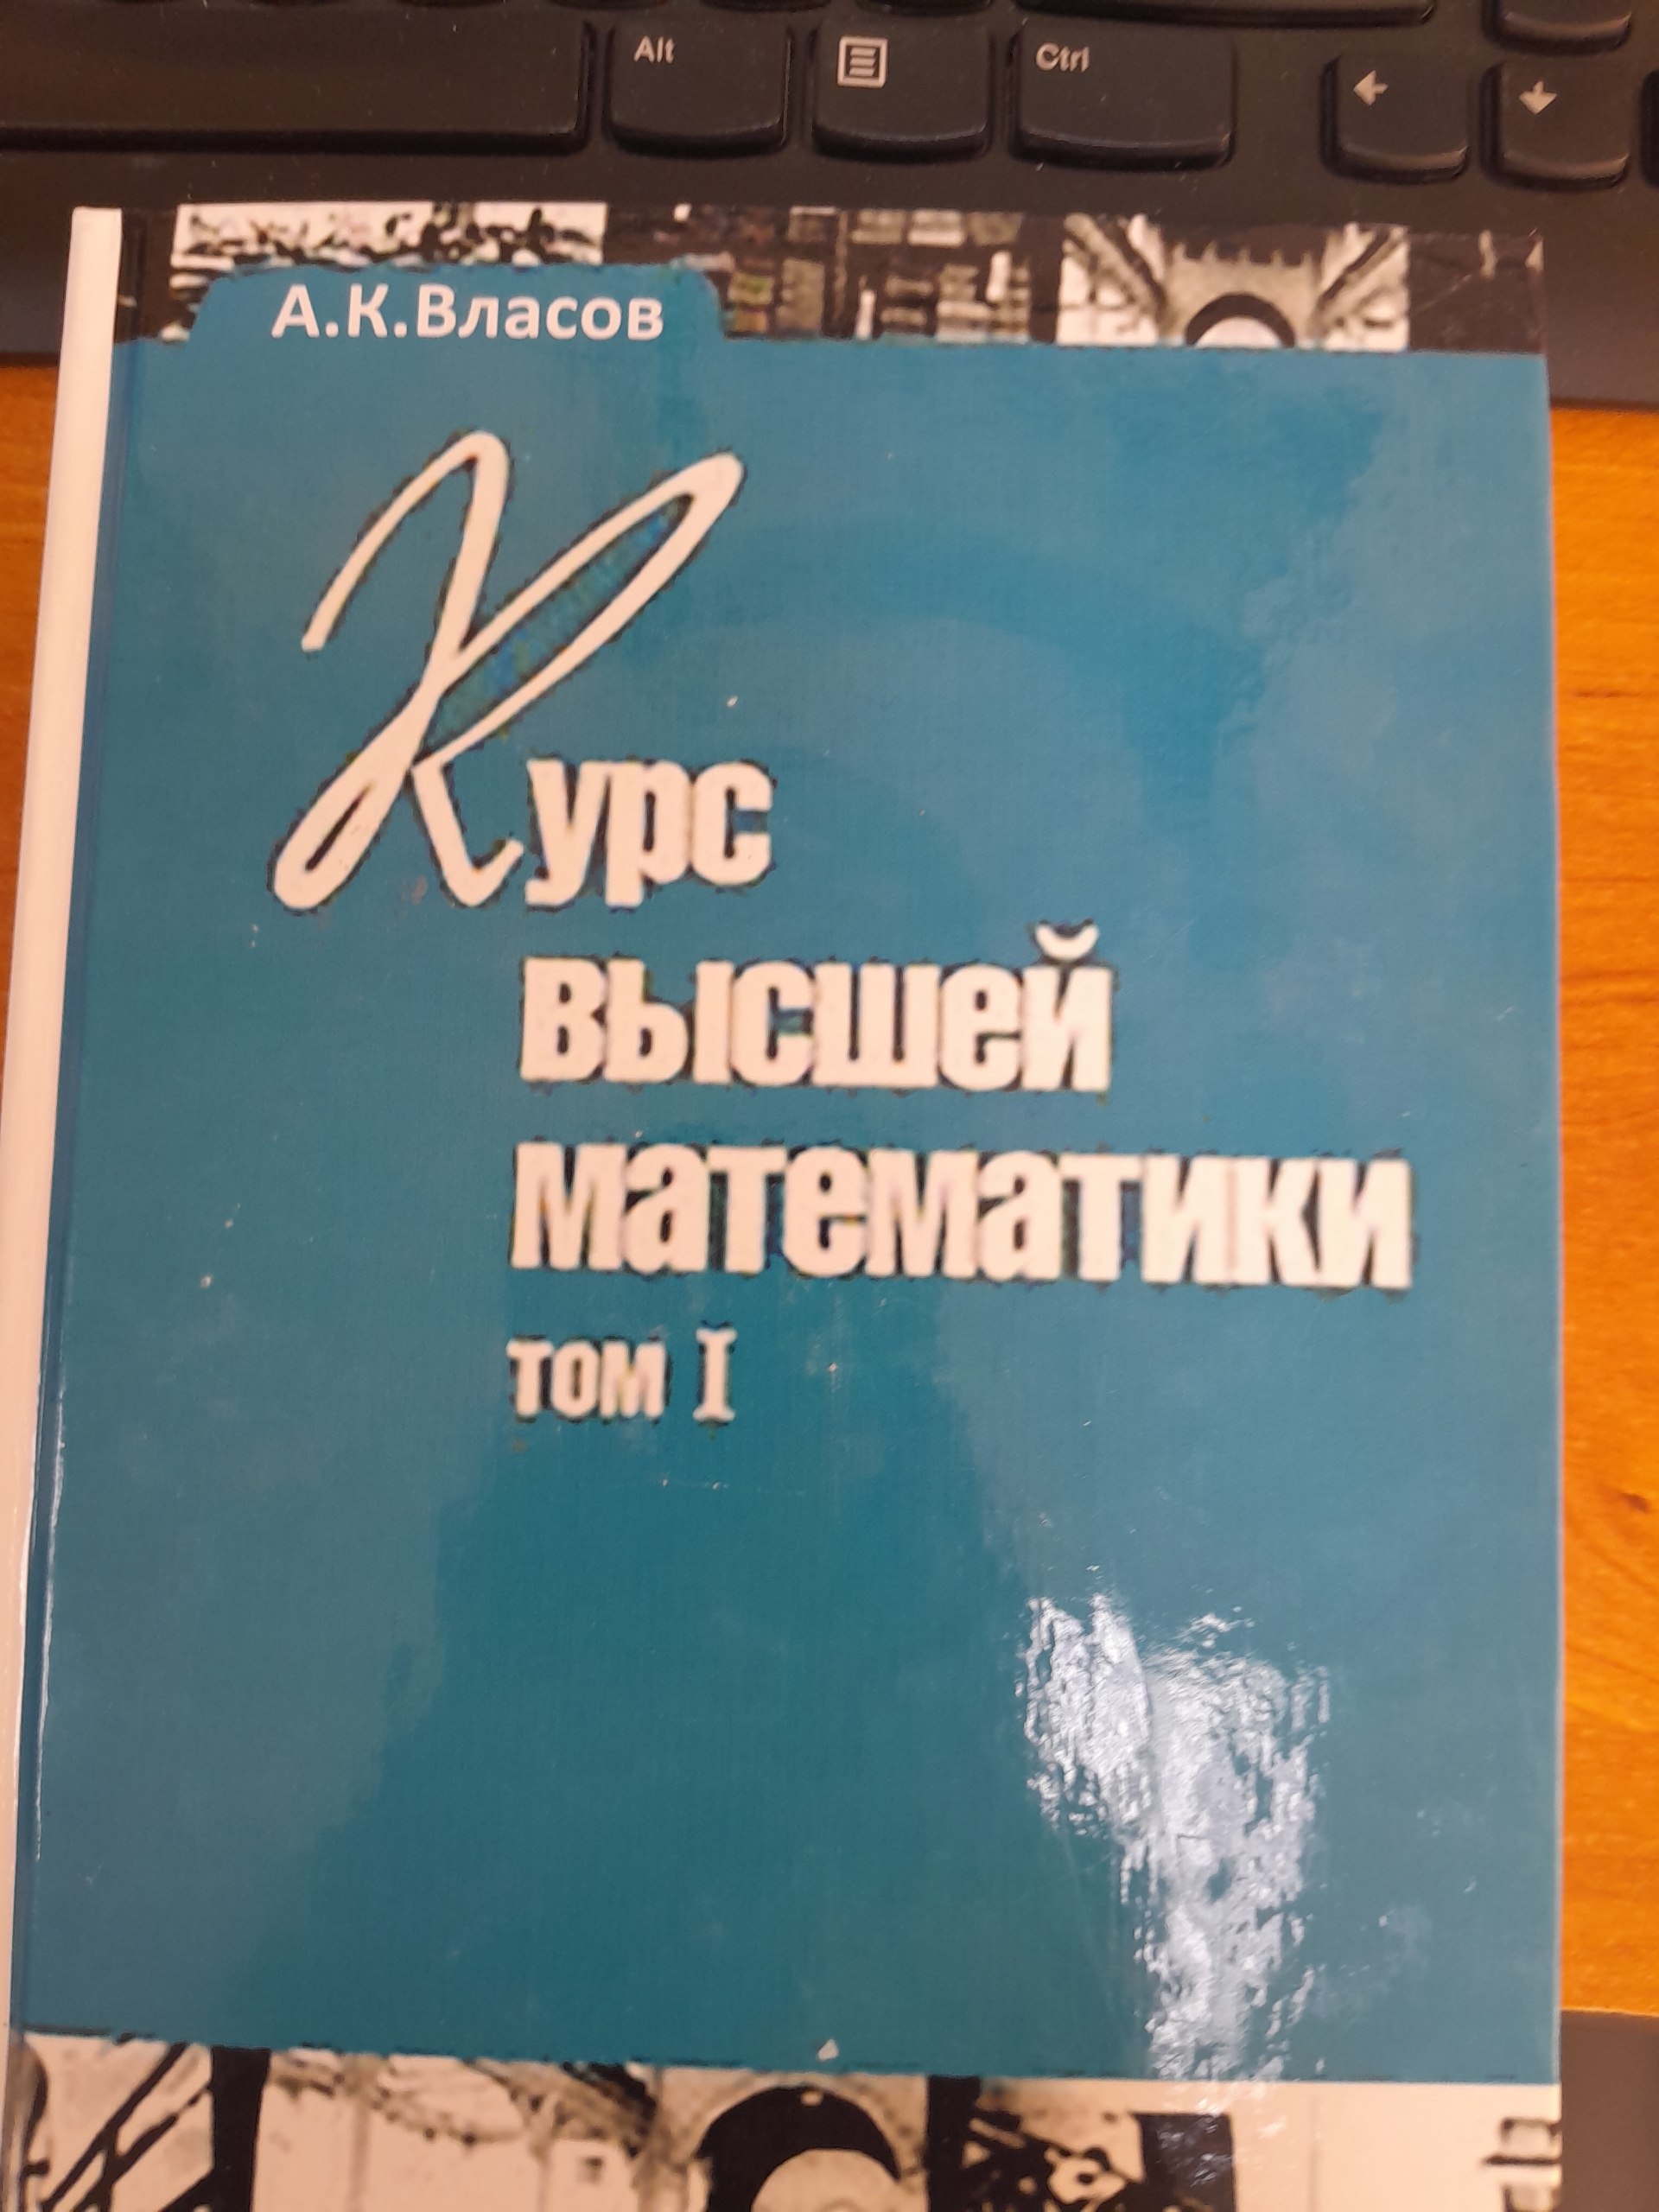 Alt
Ctrl
А.К.Власов
Курс
высшей
математики
том I